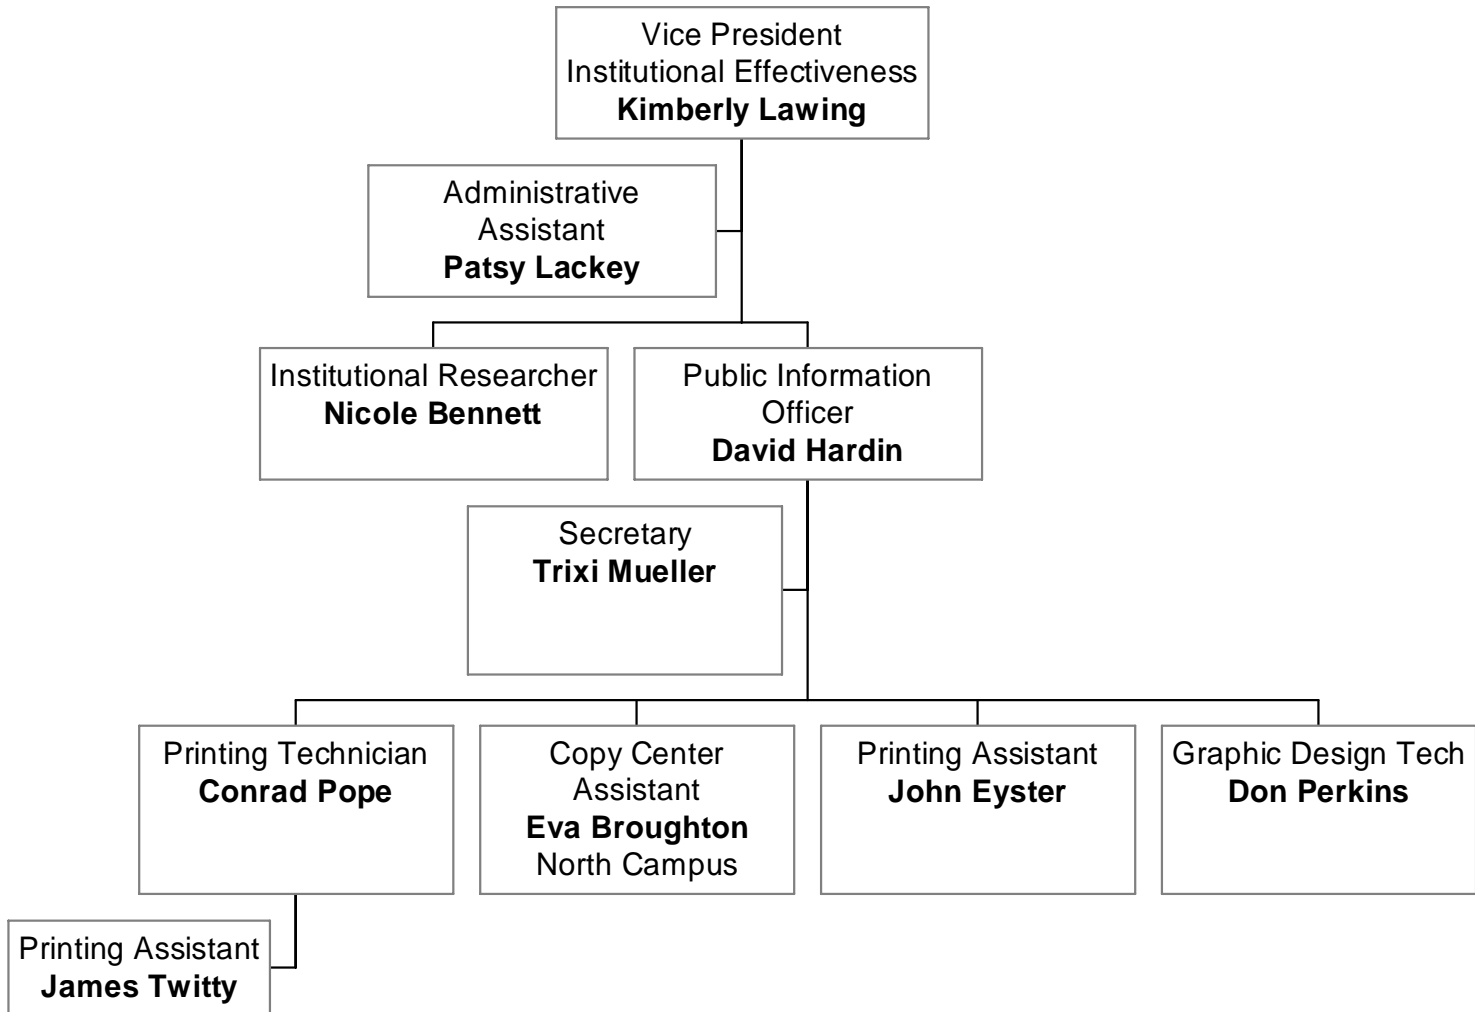 Vice President
Institutional Effectiveness
Kimberly Lawing
Administrative
Assistant
Patsy Lackey
Institutional Researcher
Nicole Bennett
Public Information
Officer
David Hardin
Secretary
Trixi Mueller
Printing Technician
Conrad Pope
Copy Center
Assistant
Eva Broughton
North Campus
Printing Assistant
John Eyster
Graphic Design Tech
Don Perkins
Printing Assistant
James Twitty